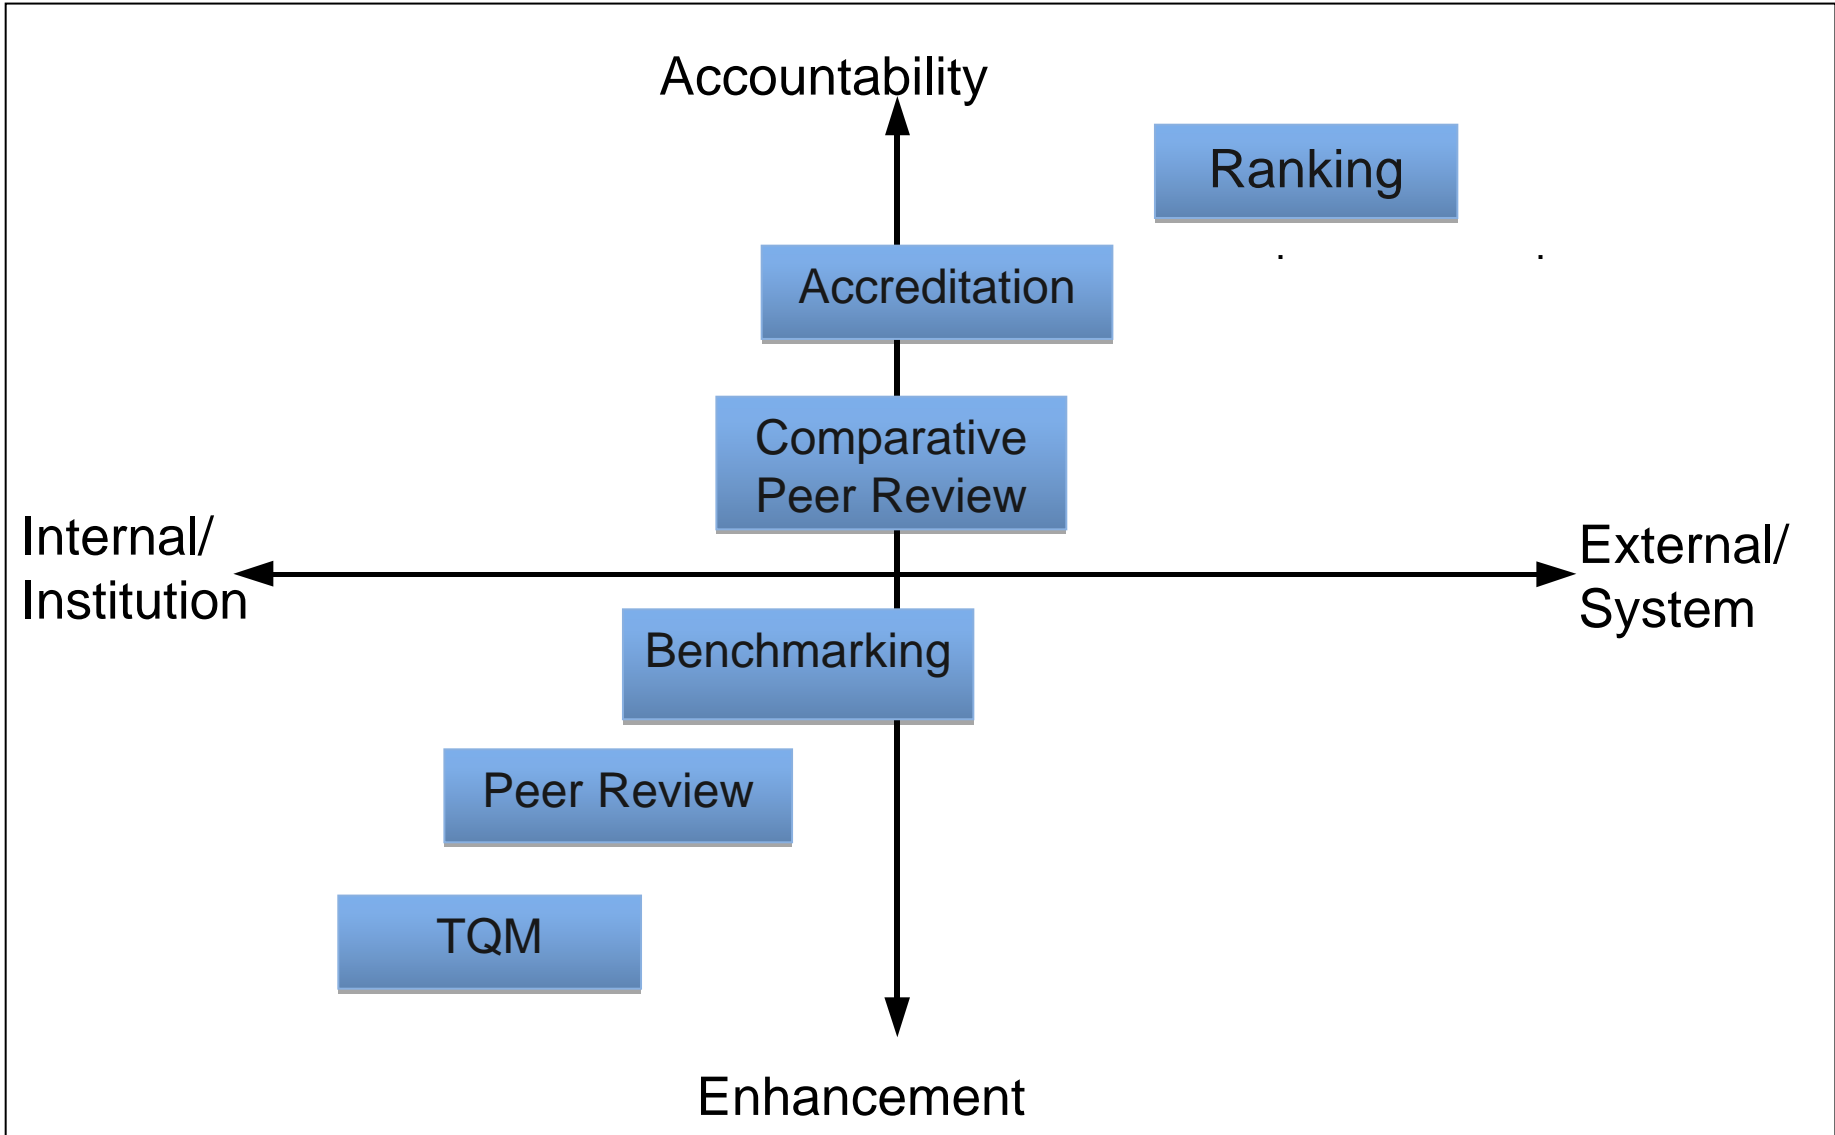 Accountability
Ranking
Accreditation
Comparative
Peer Review
Internal/
Institution
External/
System
Benchmarking
Peer Review
TQM
Enhancement